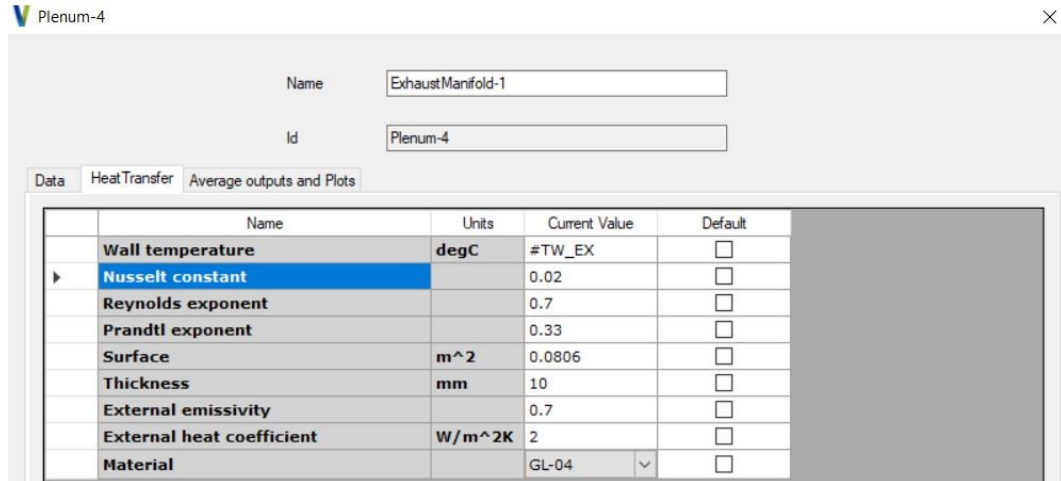 Plenum-4
Name ExhaustManifold-1
Id Plenum-4
Data HeatTransfer Average outputs and Plots
Name Units Current Value Default
Wall temperature degC #TW_EX
Nusselt constant 0.02
Reynolds exponent 0.7
Prandtl exponent 0.33
Surface m^2 0.0806
Thickness mm 10
External emissivity 0.7
External heat coefficient W/m^2K 2
Material GL-04